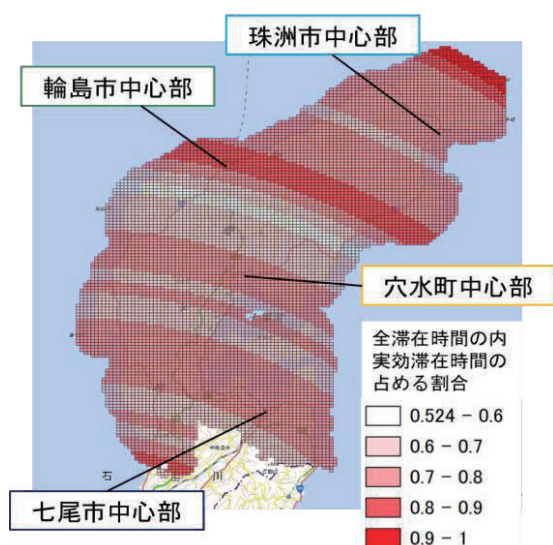 珠洲市中心部
輪島市中心部
穴水町中心部
全滞在時間の内
実効滞在時間の
占める割合
0.524 - 0.6
0.6 - 0.7
0.7 - 0.8
0.8 - 0.9
0.9 - 1
石
川
七尾市中心部